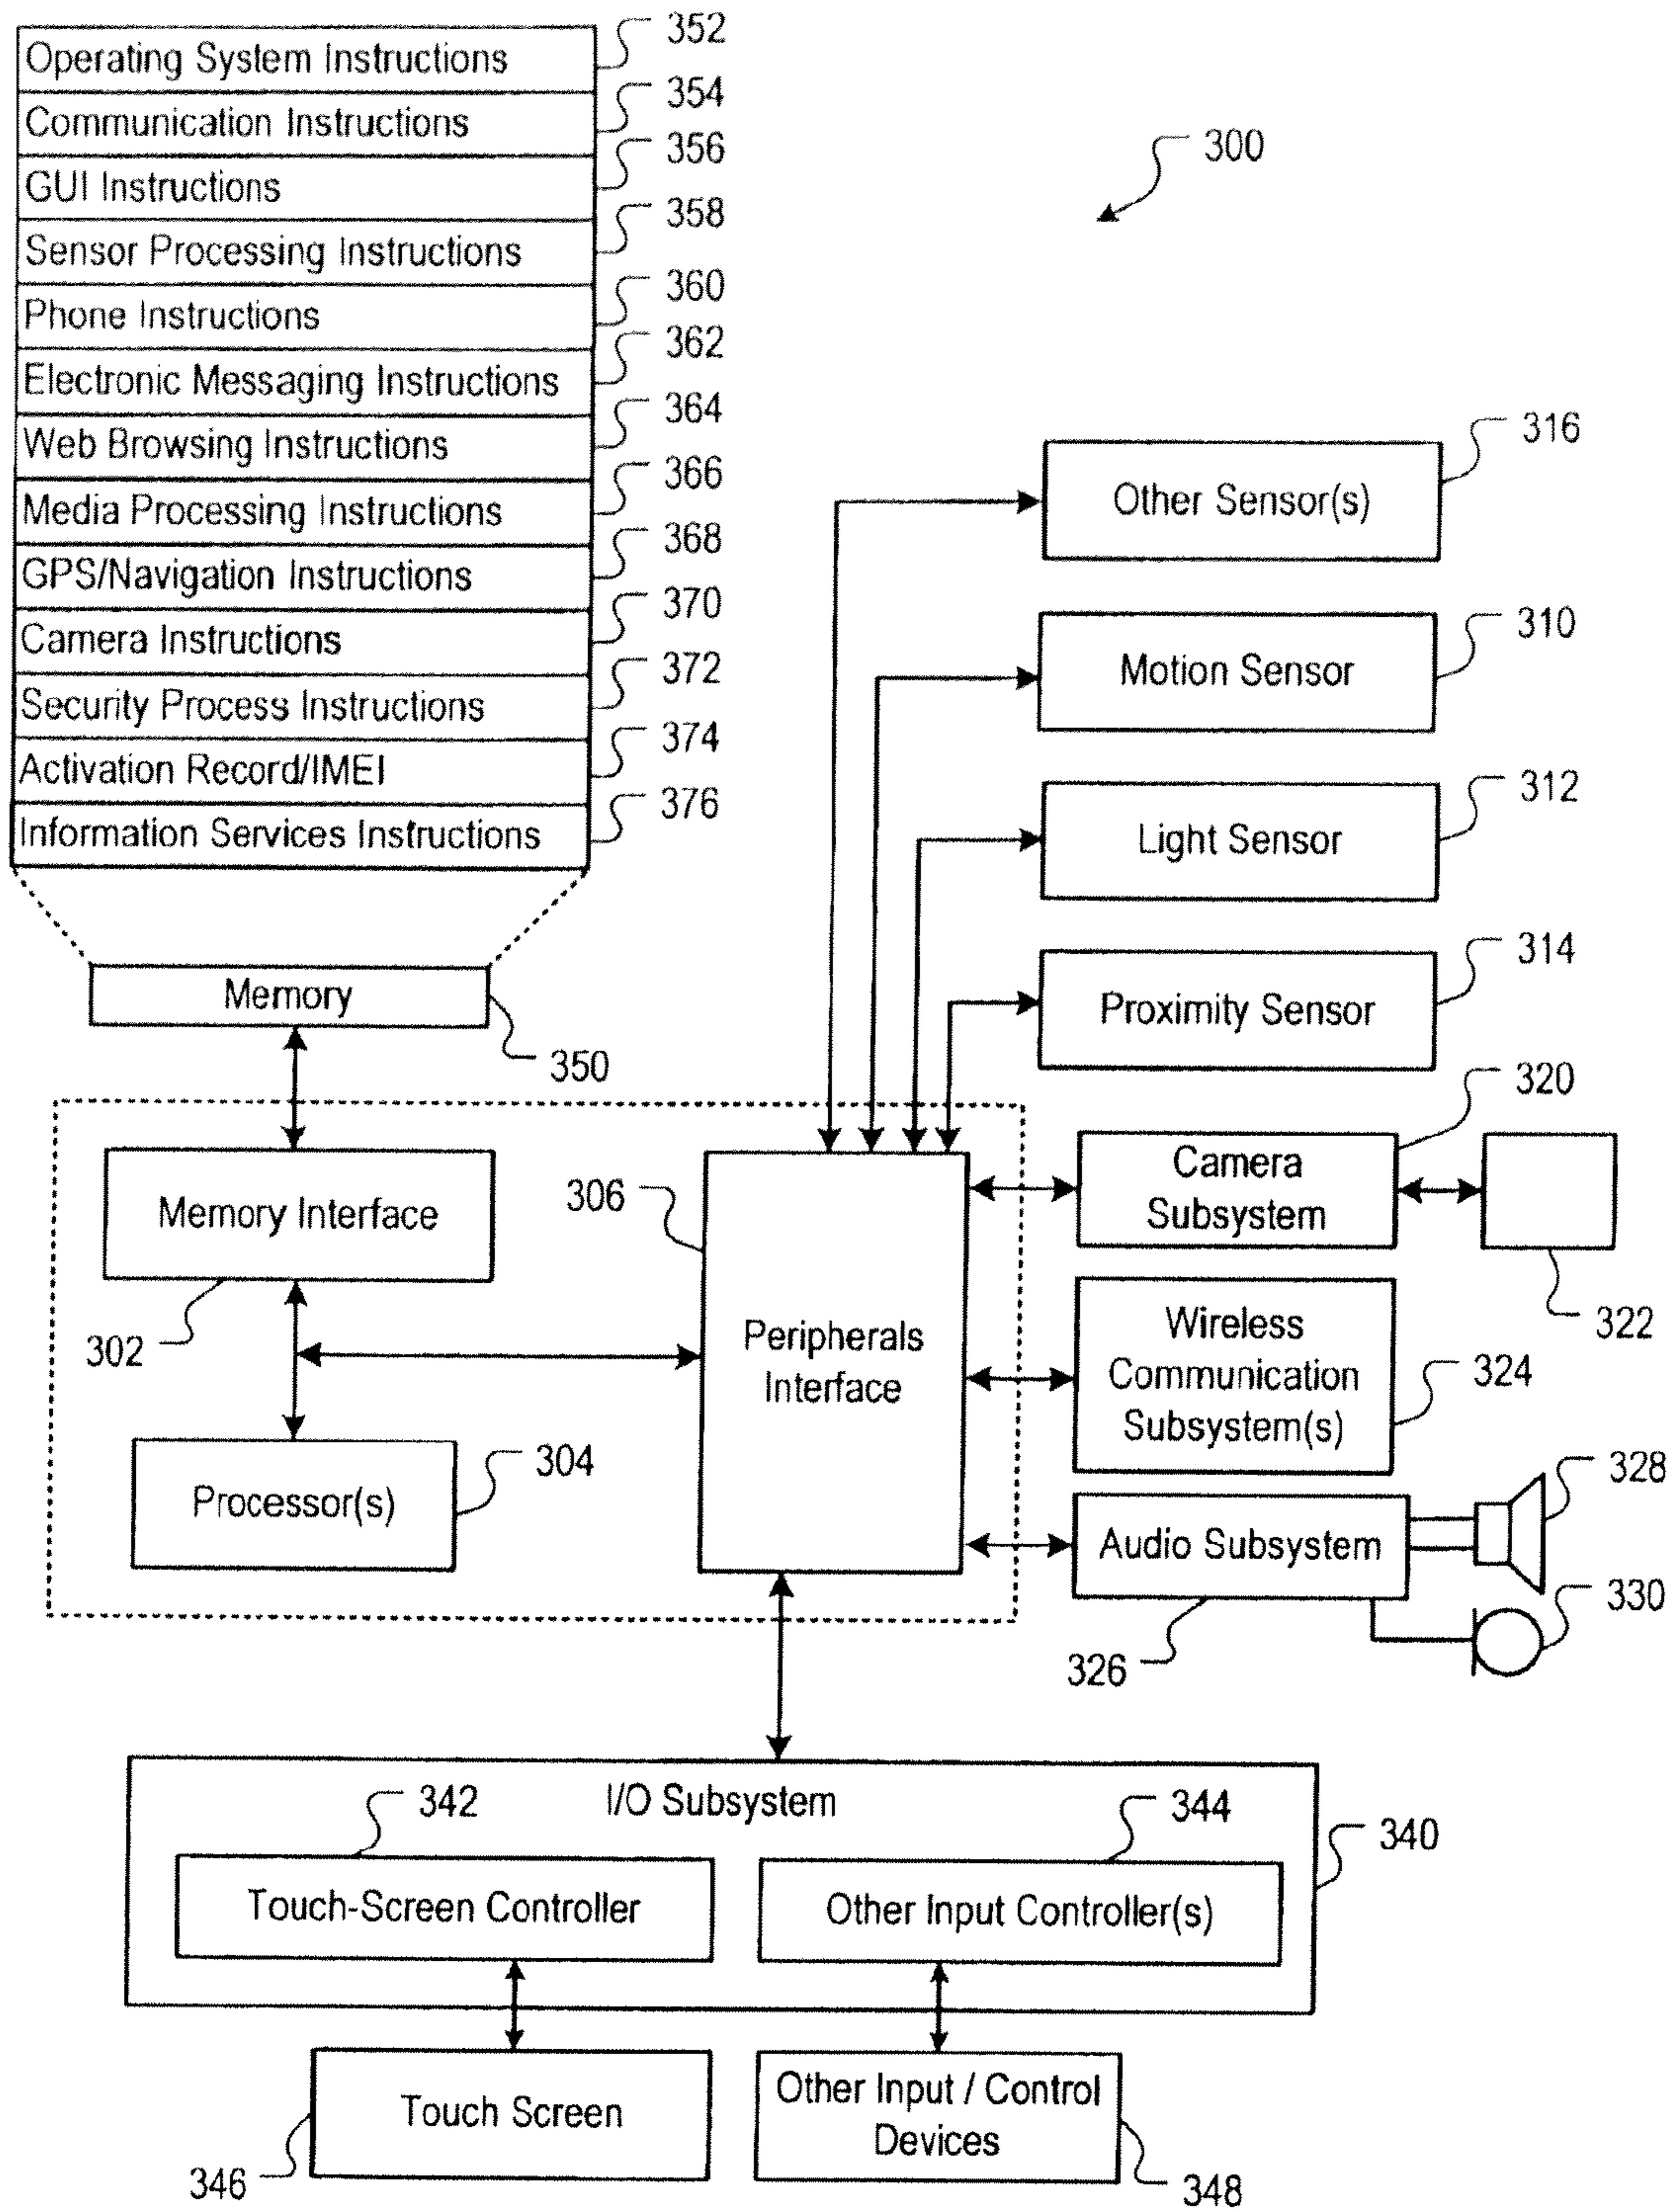 352
Operating System Instructions
354
Communication Instructions
356
GUI Instructions
300
358
Sensor Processing Instructions
360
Phone Instructions
362
Electronic Messaging Instructions
364
Web Browsing Instructions
316
366
Media Processing Instructions
Other Sensor(s)
368
GPS/Navigation Instructions
370
Camera Instructions
310
Motion Sensor
372
Security Process Instructions
374
Activation Record/IMEI
376
Information Services Instructions
312
Light Sensor
Memory
350
314
Proximity Sensor
320
Camera
Subsystem
322
Memory Interface
302
306
Peripherals
Interface
Wireless
Communication
Subsystem(s)
324
304
Processor(s)
328
Audio Subsystem
330
326
I/O Subsystem
342
344
340
Touch-Screen Controller
Other Input Controller(s)
Touch Screen
346
Other Input / Control
Devices
348